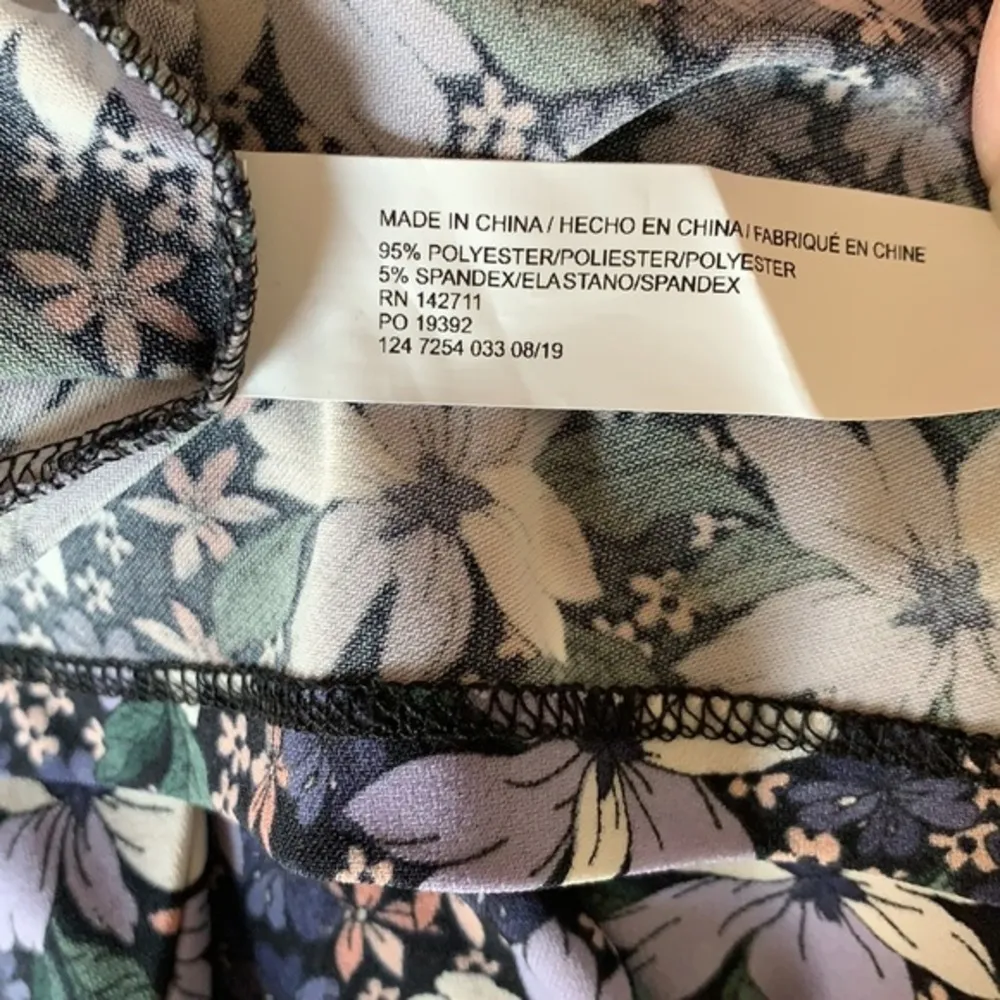 MADE IN CHINA / HECHO EN CHINA / FABRIQUÉ EN CHINE
95% POLYESTER/POLIESTER/POLYESTER
5% SPANDEX/ELASTANO/SPANDEX
RN 142711
PO 19392
124 7254 033 08/19